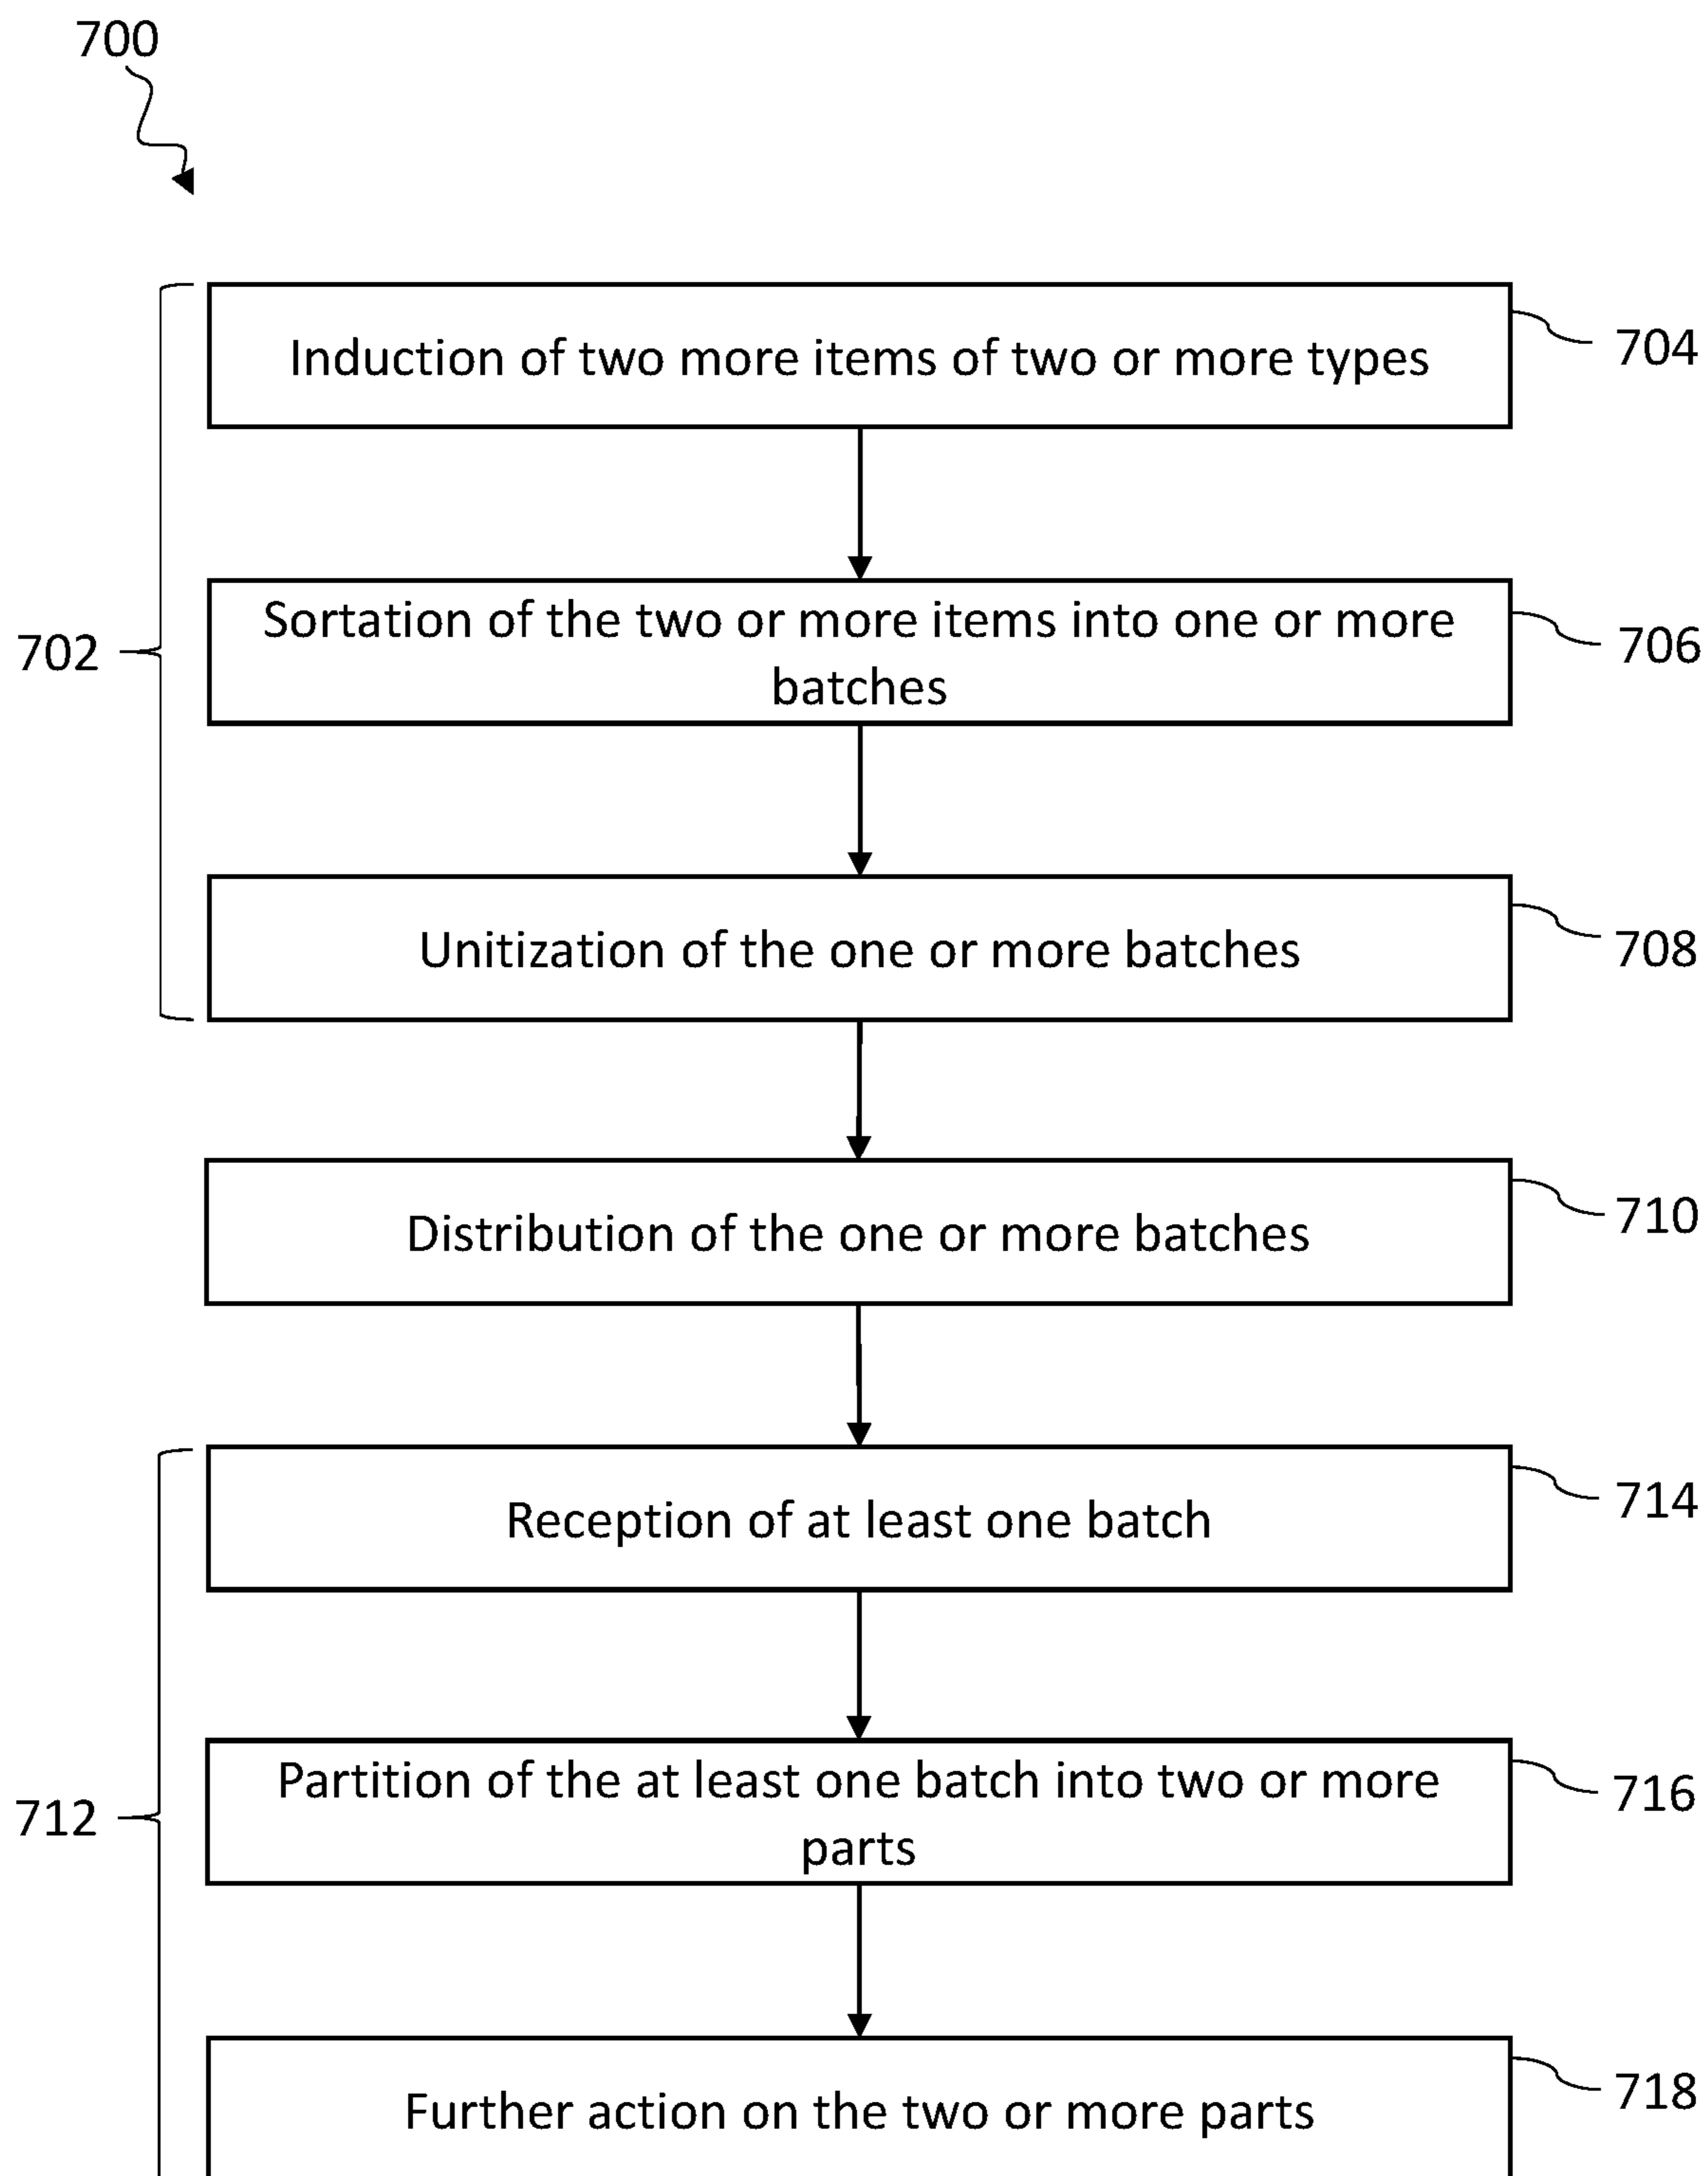 700
Induction of two more items of two or more types
704
Sortation of the two or more items into one or more
batches
706
702
Unitization of the one or more batches
708
Distribution of the one or more batches
710
Reception of at least one batch
714
Partition of the at least one batch into two or more
parts
716
712
Further action on the two or more parts
718